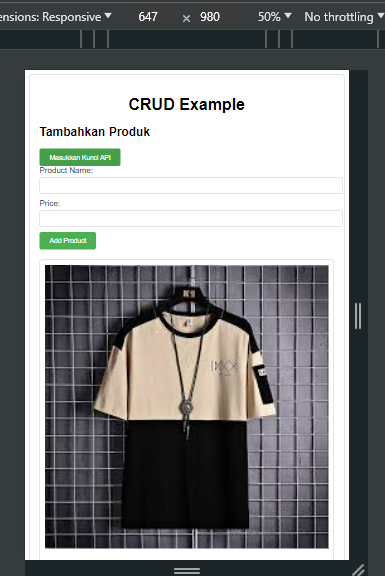 ensions: Responsive ▼ 647 × 980 50% ▼ No throttling ▼
CRUD Example
Tambahkan Produk
Masukkan Kunci API
Product Name:
Price:
Add Product